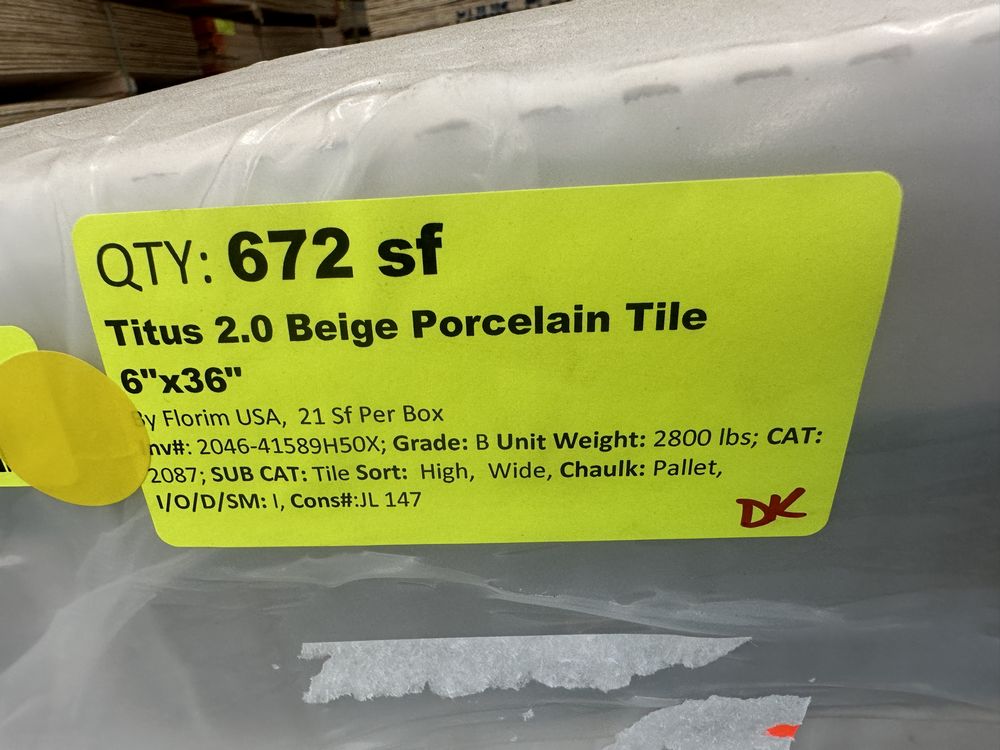 QTY: 672 sf
Titus 2.0 Beige Porcelain Tile
6"x36"
By Florim USA, 21 Sf Per Box
Inv#: 2046-41589H50X; Grade: B Unit Weight: 2800 lbs; CAT:
2087; SUB CAT: Tile Sort: High, Wide, Chaulk: Pallet,
I/O/D/SM: I, Cons#:JL 147
DK